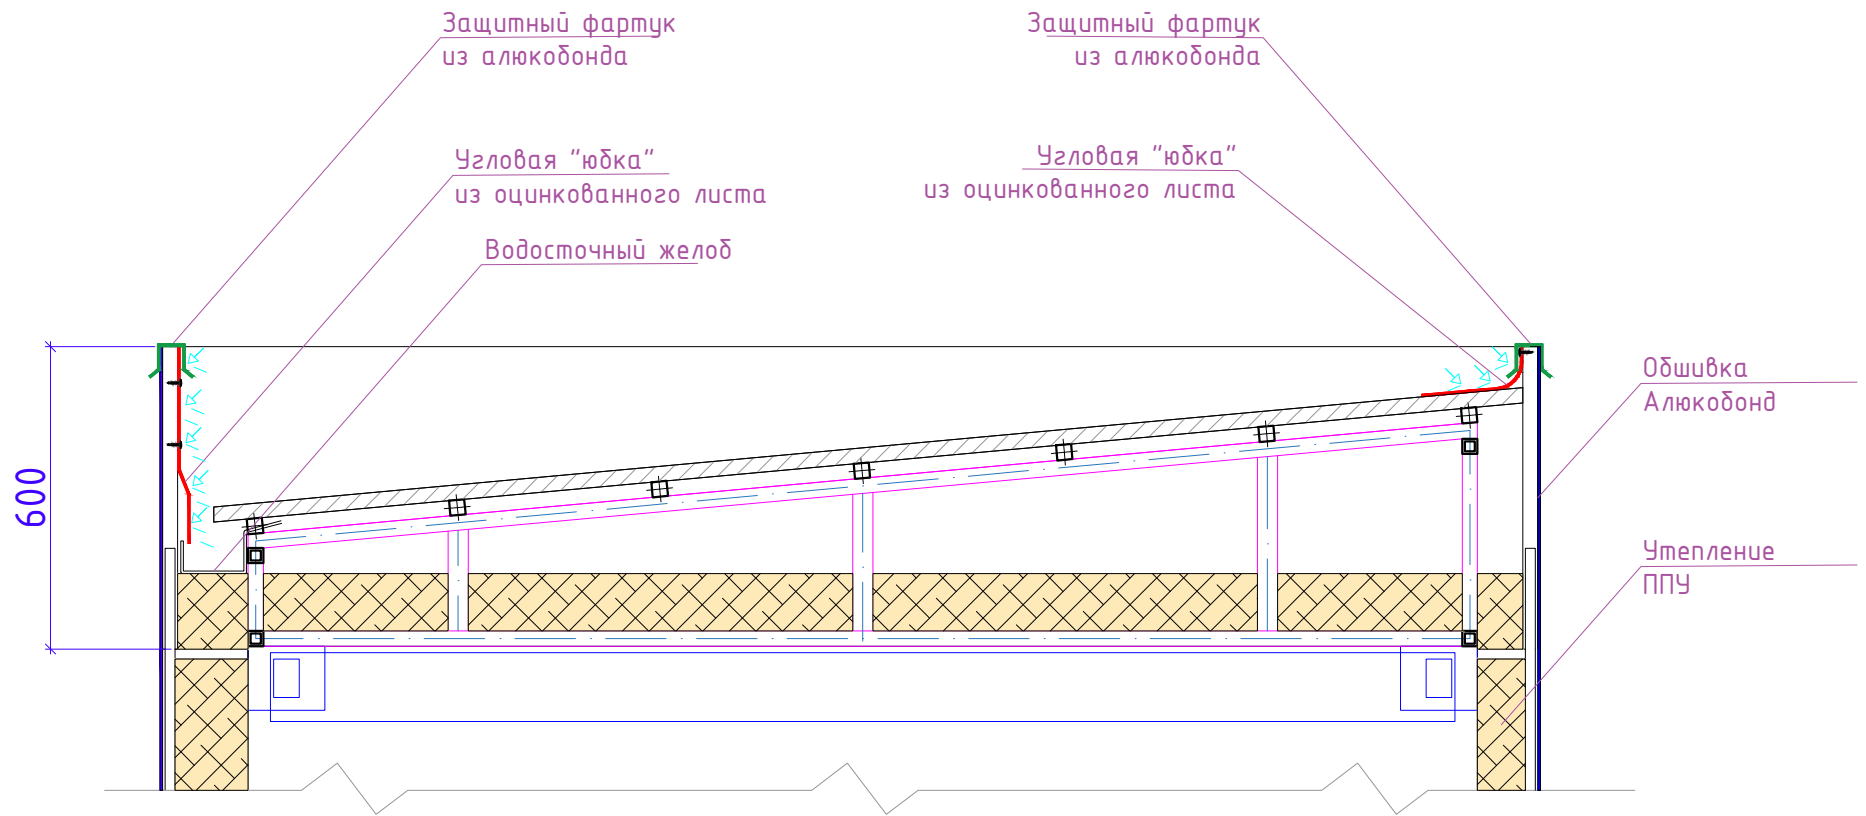 Защитный фартук
из алюкобонда
Защитный фартук
из алюкобонда
Угловая "юбка"
из оцинкованного листа
Угловая "юбка"
из оцинкованного листа
Водосточный желоб
Обшивка
Алюкобонд
600
Утепление
ППУ